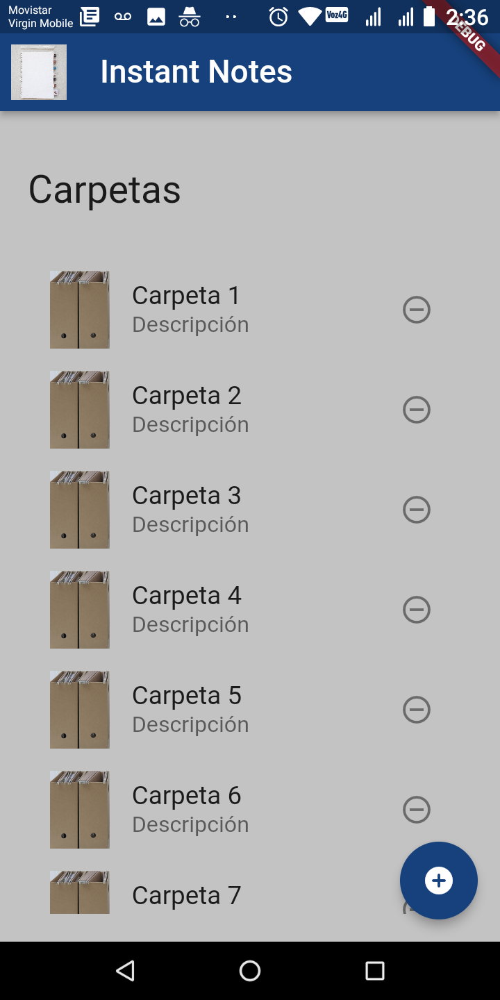 Movistar
Virgin Mobile
Voz4G
2:36
DEBUG
Instant Notes
Carpetas
Carpeta 1
Descripción
Carpeta 2
Descripción
Carpeta 3
Descripción
Carpeta 4
Descripción
Carpeta 5
Descripción
Carpeta 6
Descripción
Carpeta 7